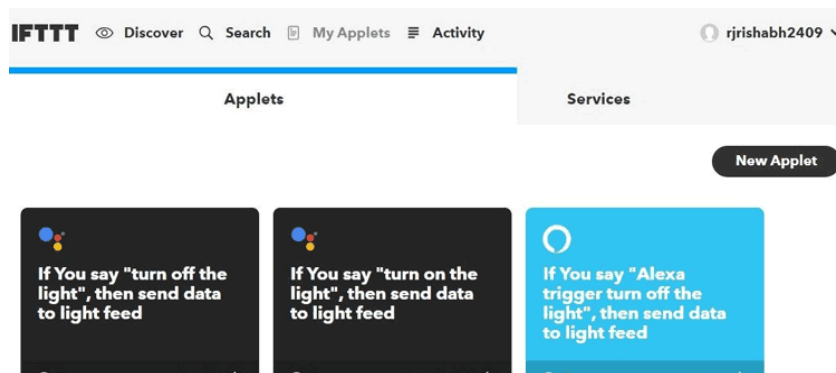 IFTTT Discover Search My Applets Activity rjrishabh2409
Applets Services
New Applet
If You say "turn off the
light", then send data
to light feed
If You say "turn on the
light", then send data
to light feed
If You say "Alexa
trigger turn off the
light", then send data
to light feed